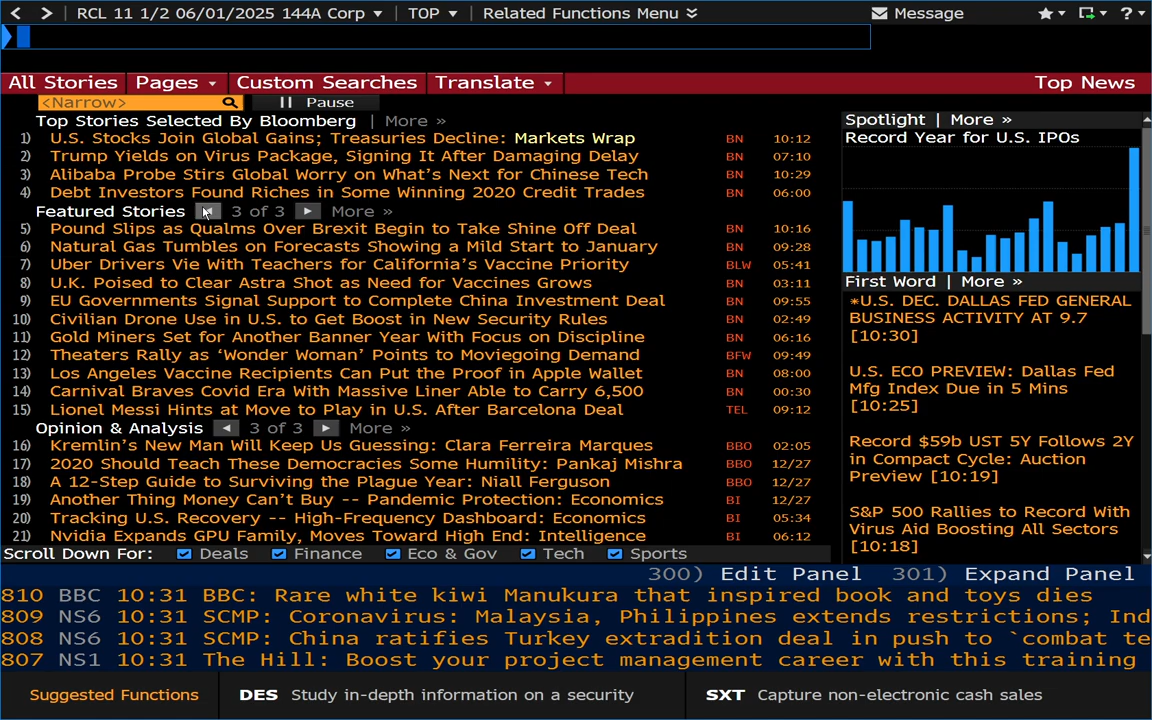 RCL 11 1/2 06/01/2025 144A Corp TOP Related Functions Menu Message ?
All Stories Pages Custom Searches Translate Top News
<Narrow> Pause
Top Stories Selected By Bloomberg | More »
1) U.S. Stocks Join Global Gains; Treasuries Decline: Markets Wrap BN 10:12
2) Trump Yields on Virus Package, Signing It After Damaging Delay BN 07:10
3) Alibaba Probe Stirs Global Worry on What's Next for Chinese Tech BN 10:29
4) Debt Investors Found Riches in Some Winning 2020 Credit Trades BN 06:00
Featured Stories 3 of 3 More »
5) Pound Slips as Qualms Over Brexit Begin to Take Shine Off Deal BN 10:16
6) Natural Gas Tumbles on Forecasts Showing a Mild Start to January BN 09:28
7) Uber Drivers Vie With Teachers for California's Vaccine Priority BLW 05:41
8) U.K. Poised to Clear Astra Shot as Need for Vaccines Grows BN 03:11
9) EU Governments Signal Support to Complete China Investment Deal BN 09:55
10) Civilian Drone Use in U.S. to Get Boost in New Security Rules BN 02:49
11) Gold Miners Set for Another Banner Year With Focus on Discipline BN 06:16
12) Theaters Rally as 'Wonder Woman' Points to Moviegoing Demand BFW 09:49
13) Los Angeles Vaccine Recipients Can Put the Proof in Apple Wallet BN 08:00
14) Carnival Braves Covid Era With Massive Liner Able to Carry 6,500 BN 00:30
15) Lionel Messi Hints at Move to Play in U.S. After Barcelona Deal TEL 09:12
Opinion & Analysis 3 of 3 More »
16) Kremlin's New Man Will Keep Us Guessing: Clara Ferreira Marques BBO 02:05
17) 2020 Should Teach These Democracies Some Humility: Pankaj Mishra BBO 12/27
18) A 12-Step Guide to Surviving the Plague Year: Niall Ferguson BBO 12/27
19) Another Thing Money Can't Buy -- Pandemic Protection: Economics BI 12/27
20) Tracking U.S. Recovery -- High-Frequency Dashboard: Economics BI 05:34
21) Nvidia Expands GPU Family, Moves Toward High End: Intelligence BI 06:12
Scroll Down For: Deals Finance Eco & Gov Tech Sports
Spotlight | More »
Record Year for U.S. IPOs
First Word | More »
*U.S. DEC. DALLAS FED GENERAL
BUSINESS ACTIVITY AT 9.7
[10:30]
U.S. ECO PREVIEW: Dallas Fed
Mfg Index Due in 5 Mins
[10:25]
Record $59b UST 5Y Follows 2Y
in Compact Cycle: Auction
Preview [10:19]
S&P 500 Rallies to Record With
Virus Aid Boosting All Sectors
[10:18]
300) Edit Panel 301) Expand Panel
810 BBC 10:31 BBC: Rare white kiwi Manukura that inspired book and toys dies
809 NS6 10:31 SCMP: Coronavirus: Malaysia, Philippines extends restrictions; Ind
808 NS6 10:31 SCMP: China ratifies Turkey extradition deal in push to `combat te
807 NS1 10:31 The Hill: Boost your project management career with this training
Suggested Functions DES Study in-depth information on a security SXT Capture non-electronic cash sales